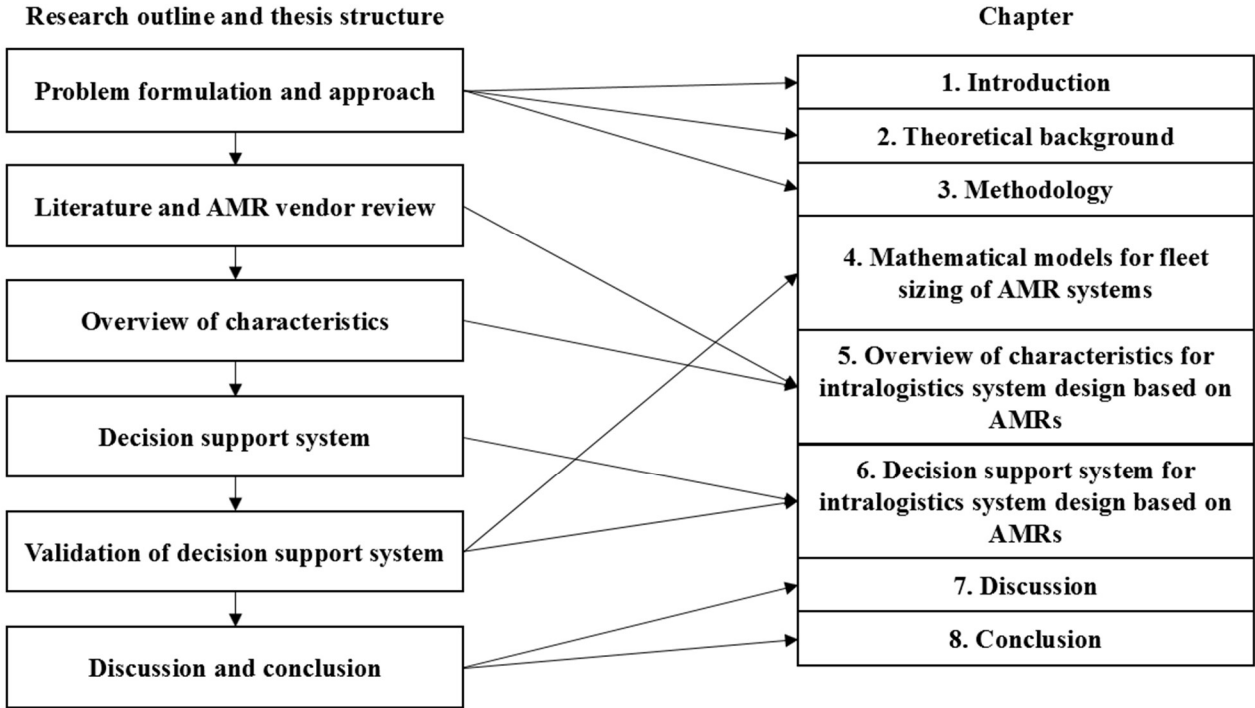 Research outline and thesis structure
Problem formulation and approach
Literature and AMR vendor review
Overview of characteristics
Decision support system
Validation of decision support system
Discussion and conclusion
Chapter
1. Introduction
2. Theoretical background
3. Methodology
4. Mathematical models for fleet
sizing of AMR systems
5. Overview of characteristics for
intralogistics system design based on
AMRs
6. Decision support system for
intralogistics system design based on
AMRs
7. Discussion
8. Conclusion